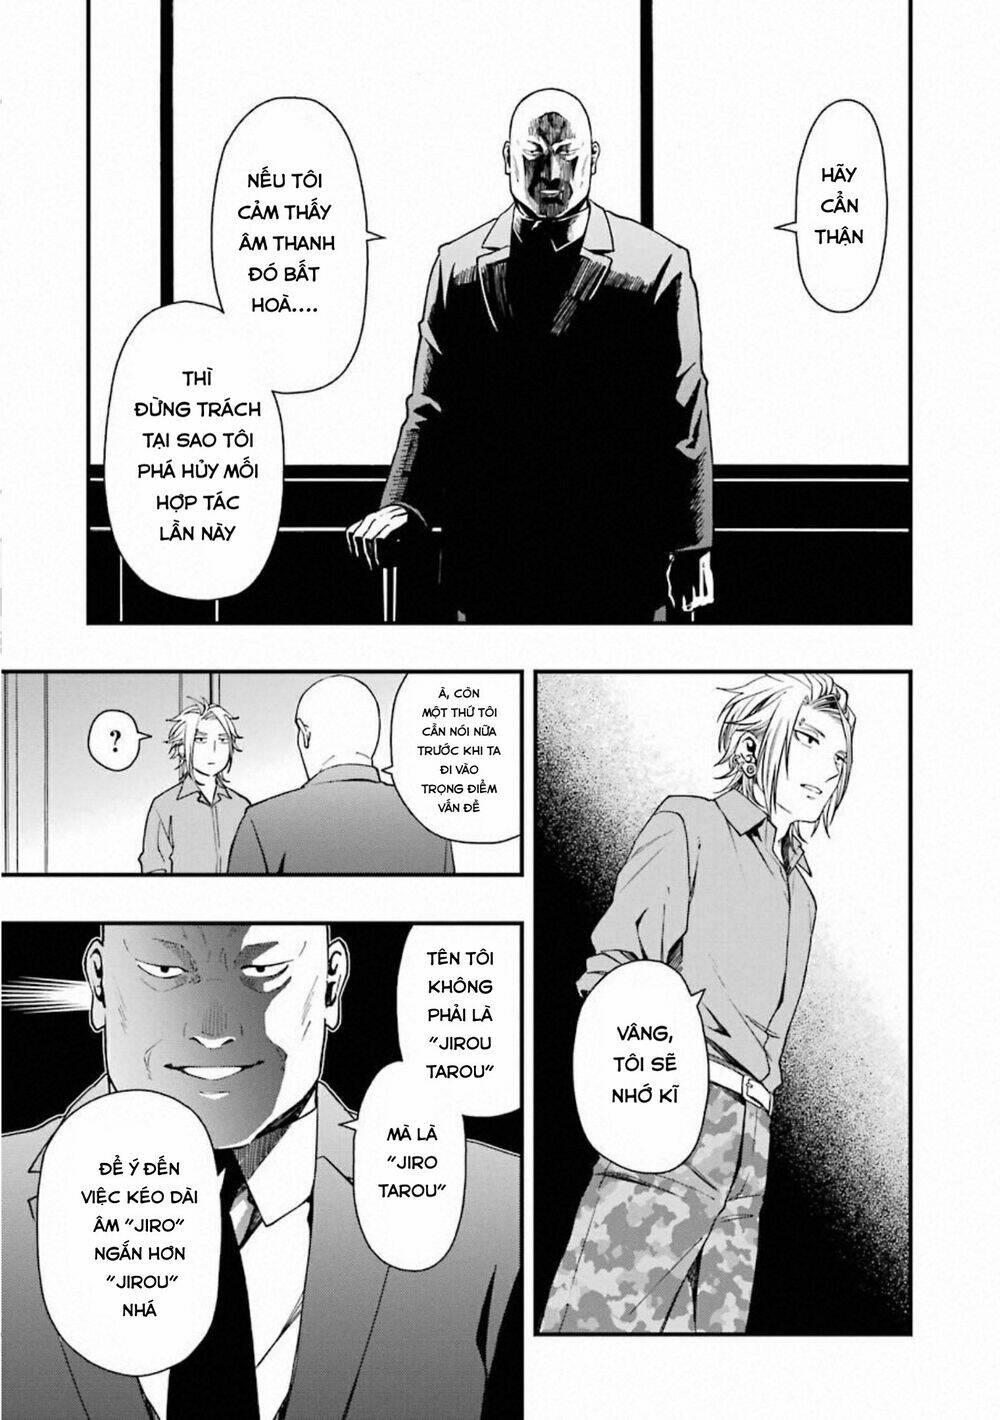 HÃY
CẨN
THẬN
NẾU TÔI
CẢM THẤY
ÂM THANH
ĐÓ BẤT
HOÀ....
THÌ
ĐỪNG TRÁCH
TẠI SAO TÔI
PHÁ HỦY MỐI
HỢP TÁC
LẦN NÀY
VÂNG,
TÔI SẼ
NHỚ KĨ
À, CÒN
MỘT THỨ TÔI
CẦN NÓI NỮA
TRƯỚC KHI TA
ĐI VÀO
TRỌNG ĐIỂM
VẤN ĐỀ
?
TÊN TÔI
KHÔNG
PHẢI LÀ
"JIROU
TAROU"
MÀ LÀ
"JIRO
TAROU"
ĐỂ Ý ĐẾN
VIỆC KÉO DÀI
ÂM "JIRO"
NGẮN HƠN
"JIROU"
NHÁ